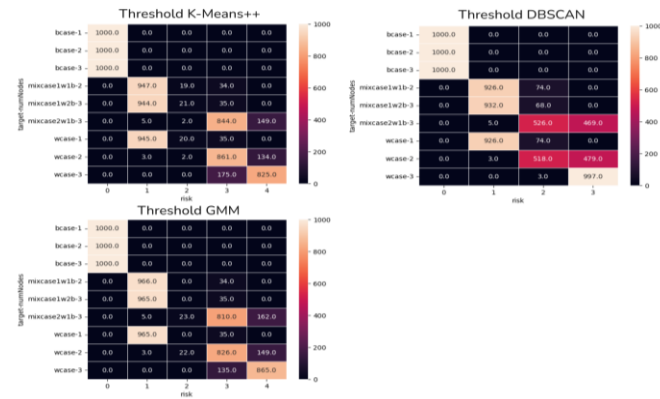 Threshold K-Means++
target-numNodes
bcase-1 1000.0 0.0 0.0 0.0 0.0
bcase-2 1000.0 0.0 0.0 0.0 0.0
bcase-3 1000.0 0.0 0.0 0.0 0.0
mixcase1w1b-2 0.0 947.0 19.0 34.0 0.0
mixcase1w2b-3 0.0 944.0 21.0 35.0 0.0
mixcase2w1b-3 0.0 5.0 2.0 844.0 149.0
wcase-1 0.0 945.0 20.0 35.0 0.0
wcase-2 0.0 3.0 2.0 861.0 134.0
wcase-3 0.0 0.0 0.0 175.0 825.0
0 1 2 3 4
risk
1000
800
600
400
200
0
Threshold DBSCAN
target-numNodes
bcase-1 1000.0 0.0 0.0 0.0
bcase-2 1000.0 0.0 0.0 0.0
bcase-3 1000.0 0.0 0.0 0.0
mixcase1w1b-2 0.0 926.0 74.0 0.0
mixcase1w2b-3 0.0 932.0 68.0 0.0
mixcase2w1b-3 0.0 5.0 526.0 469.0
wcase-1 0.0 926.0 74.0 0.0
wcase-2 0.0 3.0 518.0 479.0
wcase-3 0.0 0.0 3.0 997.0
0 1 2 3
risk
1000
800
600
400
200
0
Threshold GMM
target-numNodes
bcase-1 1000.0 0.0 0.0 0.0 0.0
bcase-2 1000.0 0.0 0.0 0.0 0.0
bcase-3 1000.0 0.0 0.0 0.0 0.0
mixcase1w1b-2 0.0 966.0 0.0 34.0 0.0
mixcase1w2b-3 0.0 965.0 0.0 35.0 0.0
mixcase2w1b-3 0.0 5.0 23.0 810.0 162.0
wcase-1 0.0 965.0 0.0 35.0 0.0
wcase-2 0.0 3.0 22.0 826.0 149.0
wcase-3 0.0 0.0 0.0 135.0 865.0
0 1 2 3 4
risk
1000
800
600
400
200
0